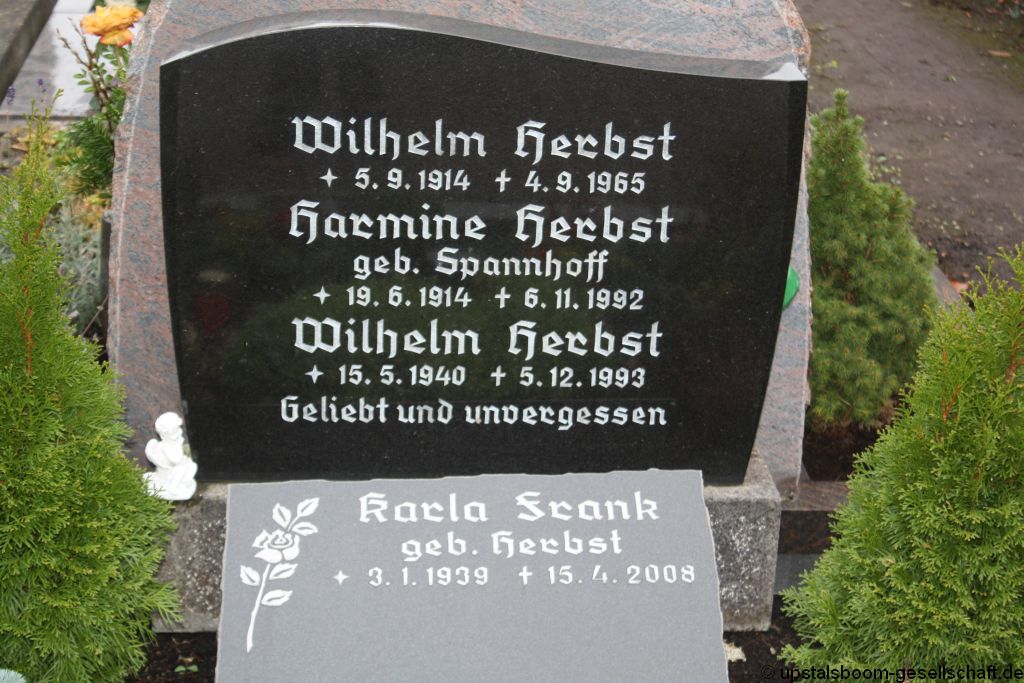 Wilhelm Herbst
✦ 5.9.1914 ✝ 4.9.1965
Harmine Herbst
geb. Spannhoff
✦ 19.6.1914 ✝ 6.11.1992
Wilhelm Herbst
✦ 15.5.1940 ✝ 5.12.1993
Geliebt und unvergessen
Karla Frank
geb. Herbst
✦ 3.1.1939 ✝ 15.4.2008
© upstalsboom-gesellschaft.de